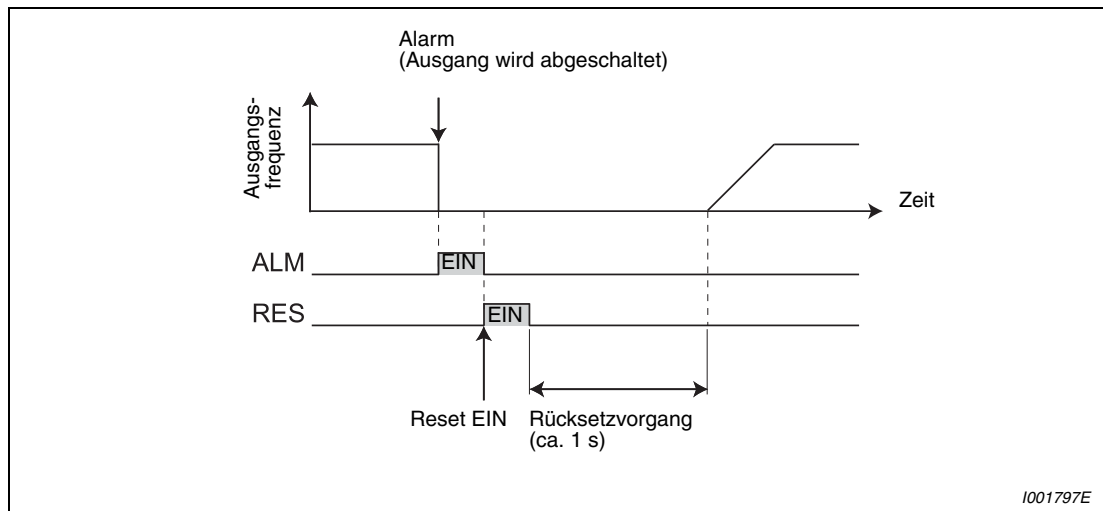 Alarm
(Ausgang wird abgeschaltet)
Ausgangs-
frequenz
Zeit
ALM
EIN
RES
EIN
Reset EIN
Rücksetzvorgang
(ca. 1 s)
I001797E